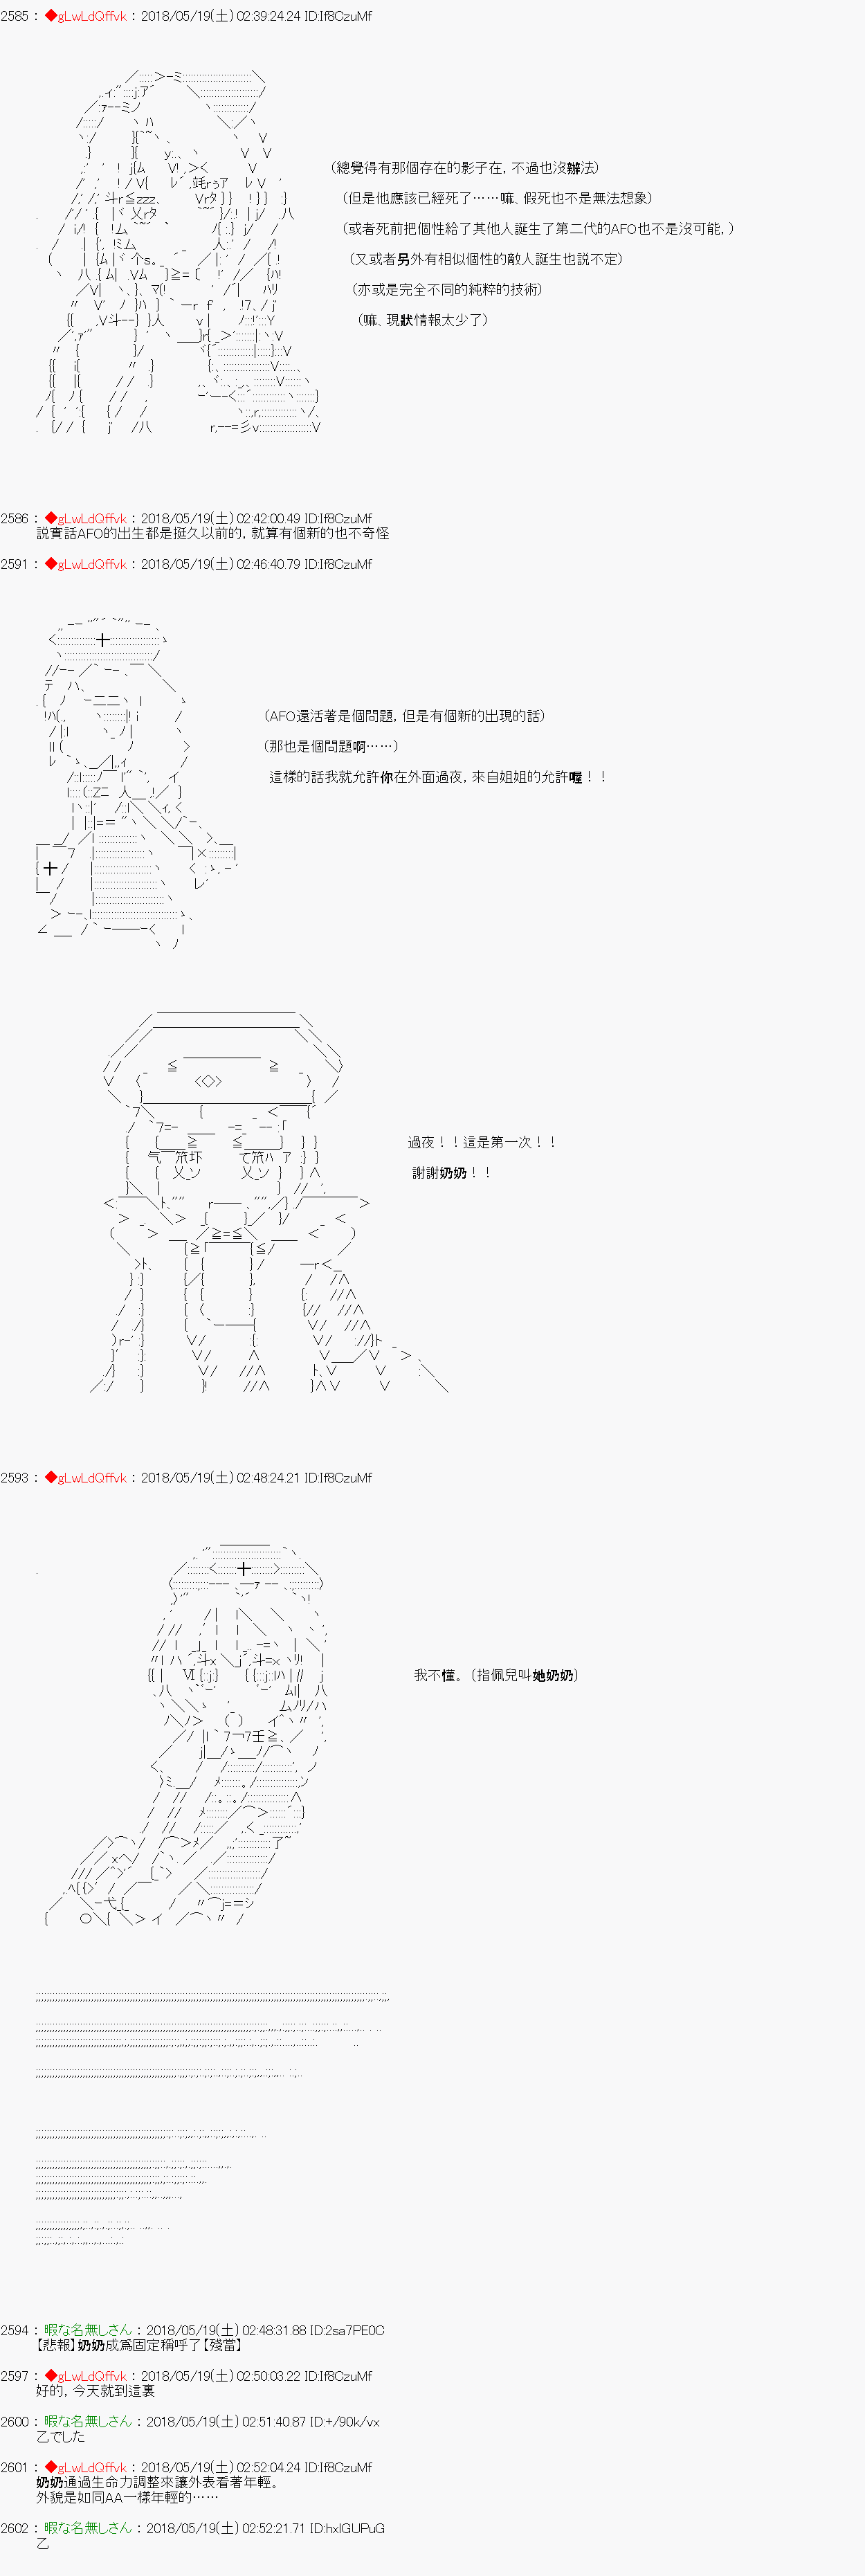 2585 : ◆gLwLdQffvk : 2018/05/19(土) 02:39:24.24 ID:If8CzuMf
(總覺得有那個存在的影子在, 不過也沒辦法)
(但是他應該已經死了……嘛、假死也不是無法想象)
(或者死前把個性給了其他人誕生了第二代的AFO也不是沒可能,)
(又或者另外有相似個性的敵人誕生也説不定)
(亦或是完全不同的純粹的技術)
(嘛、現狀情報太少了)
2586 : ◆gLwLdQffvk : 2018/05/19(土) 02:42:00.49 ID:If8CzuMf
説實話AFO的出生都是挺久以前的, 就算有個新的也不奇怪
2591 : ◆gLwLdQffvk : 2018/05/19(土) 02:46:40.79 ID:If8CzuMf
(AFO還活著是個問題, 但是有個新的出現的話)
(那也是個問題啊……)
這樣的話我就允許你在外面過夜, 來自姐姐的允許喔！！
過夜！！這是第一次！！
謝謝奶奶！！
2593 : ◆gLwLdQffvk : 2018/05/19(土) 02:48:24.21 ID:If8CzuMf
我不懂。（指佩兒叫她奶奶）
2594 : 暇な名無しさん : 2018/05/19(土) 02:48:31.88 ID:2sa7PE0C
【悲報】奶奶成爲固定稱呼了【殘當】
2597 : ◆gLwLdQffvk : 2018/05/19(土) 02:50:03.22 ID:If8CzuMf
好的, 今天就到這裏
2600 : 暇な名無しさん : 2018/05/19(土) 02:51:40.87 ID:+/90k/vx
乙でした
2601 : ◆gLwLdQffvk : 2018/05/19(土) 02:52:04.24 ID:If8CzuMf
奶奶通過生命力調整來讓外表看著年輕。
外貌是如同AA一樣年輕的……
2602 : 暇な名無しさん : 2018/05/19(土) 02:52:21.71 ID:hxIGUPuG
乙